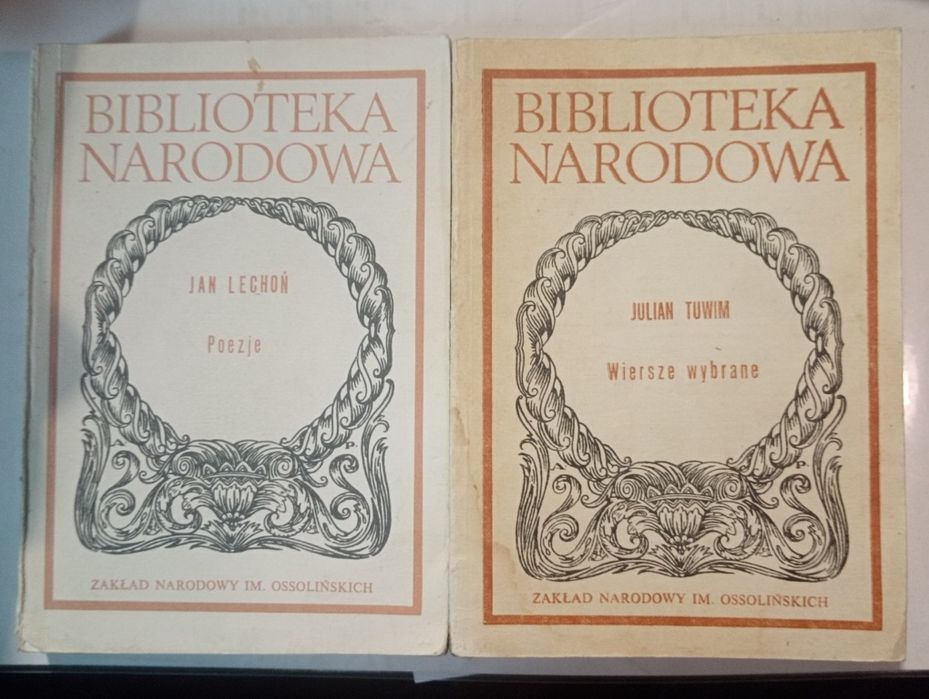 BIBLIOTEKA
NARODOWA
JAN LECHOŃ
Poezje
A. P.
ZAKŁAD NARODOWY IM. OSSOLIŃSKICH
BIBLIOTEKA
NARODOWA
JULIAN TUWIM
Wiersze wybrane
A. P.
ZAKŁAD NARODOWY IM. OSSOLIŃSKICH